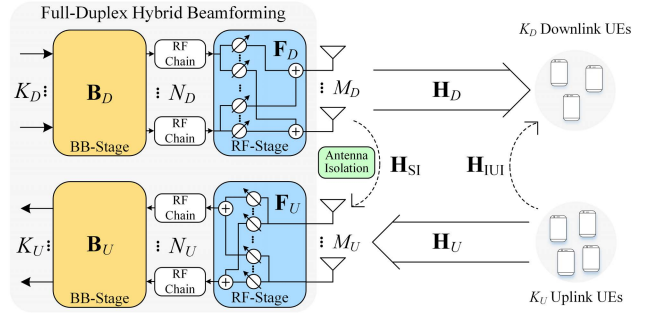 Full-Duplex Hybrid Beamforming
K_D Downlink UEs
RF
Chain
F_D
K_D
B_D
N_D
M_D
H_D
RF
Chain
BB-Stage
RF-Stage
Antenna
Isolation
H_SI
H_IUI
RF
Chain
F_U
K_U
B_U
N_U
M_U
H_U
RF
Chain
BB-Stage
RF-Stage
K_U Uplink UEs